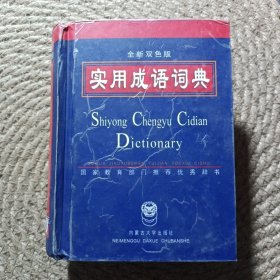 全新双色版
实用成语词典
Shiyong Chengyu Cidian
Dictionary
国家教育部门推荐优秀辞书
内蒙古大学出版社
NEIMENGGU DAXUE CHUBANSHE